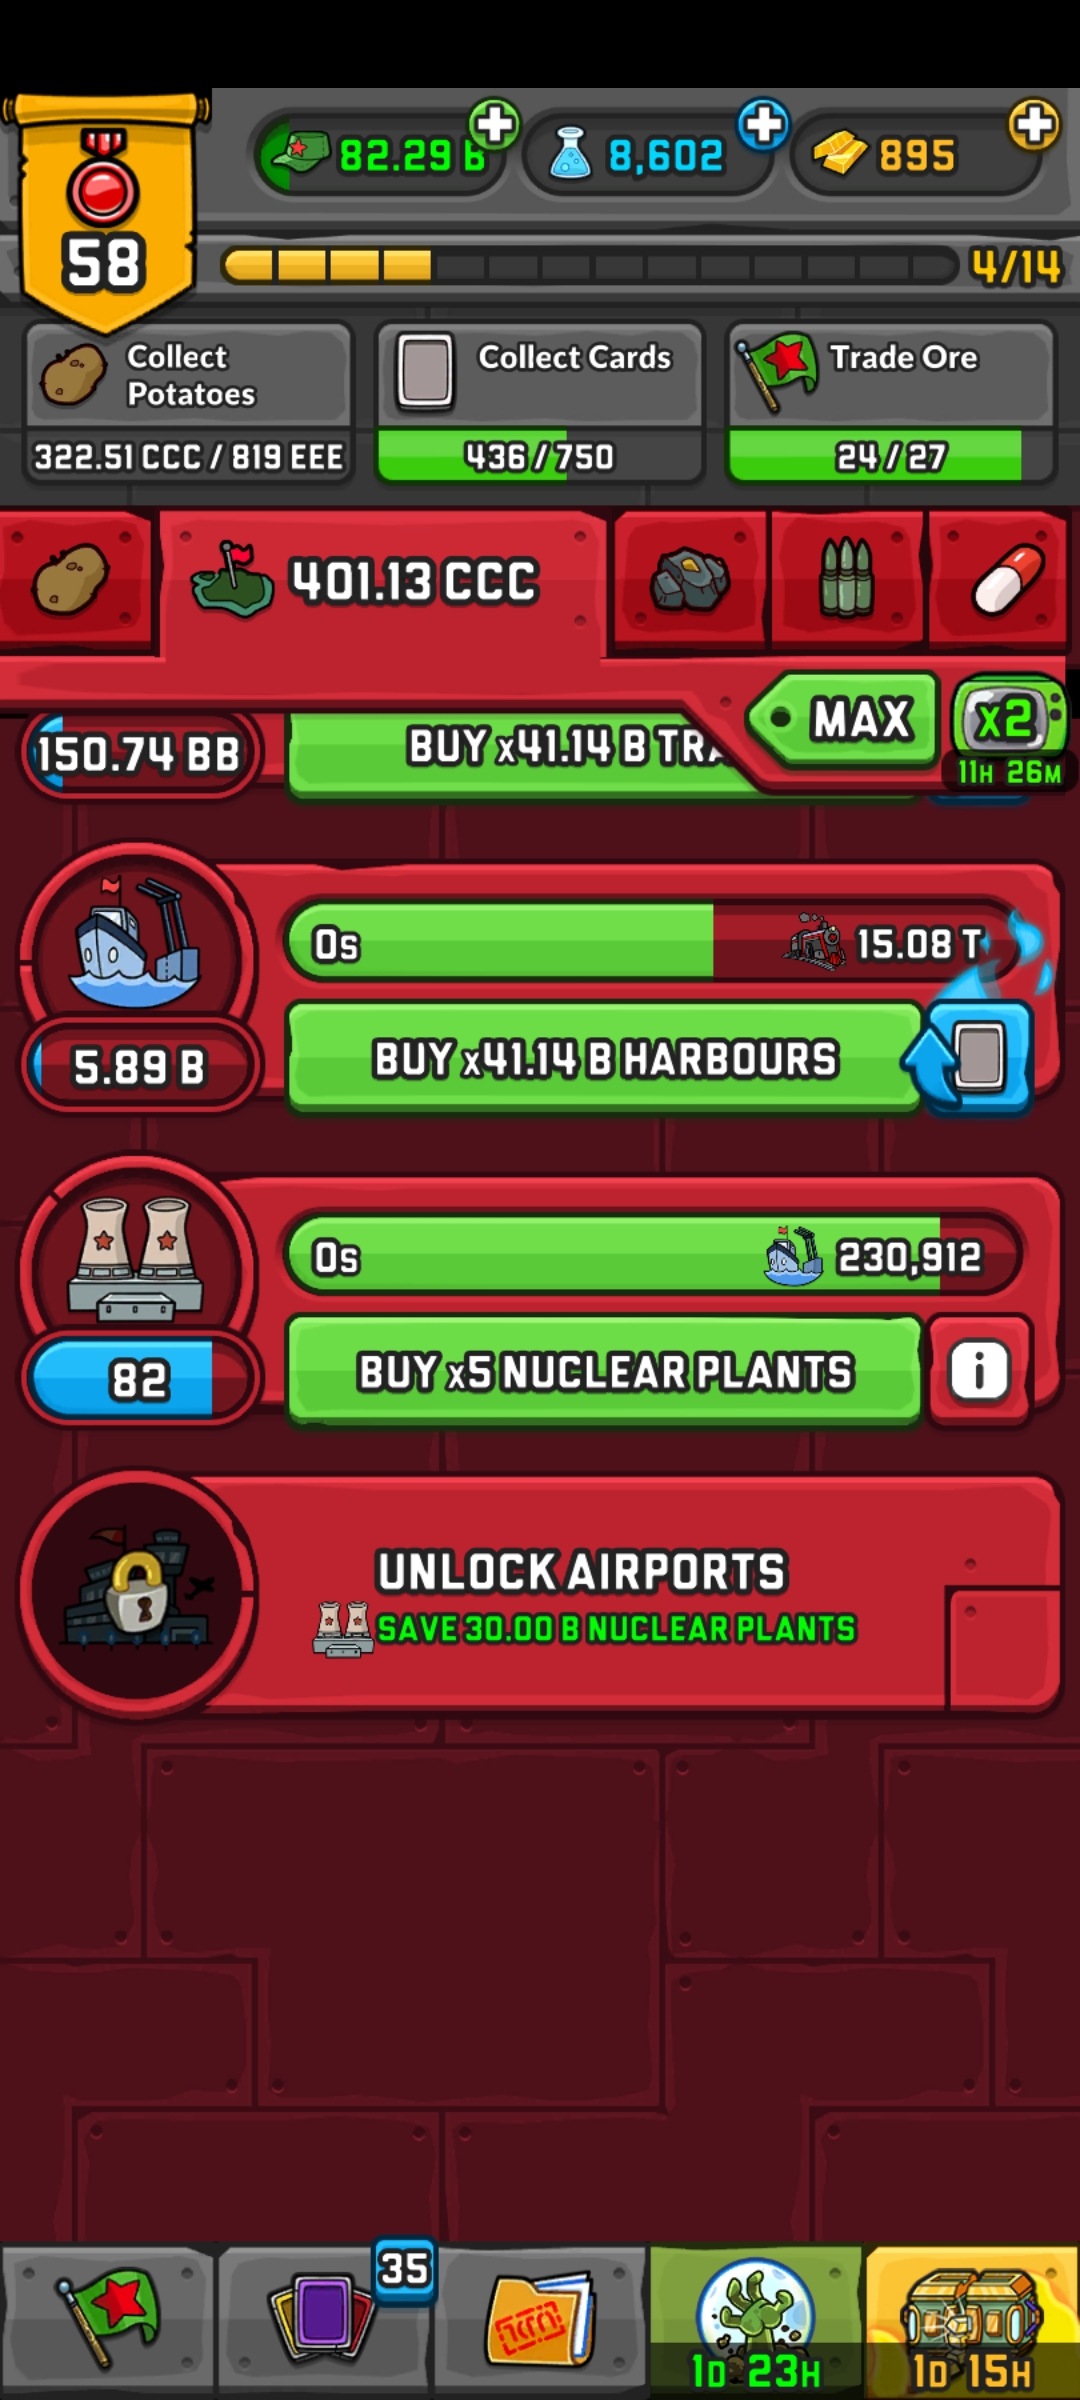 82.29 B
8,602
895
58
4/14
Collect
Potatoes
322.51 CCC / 819 EEE
Collect Cards
436 / 750
Trade Ore
24 / 27
401.13 CCC
MAX
x2
11H 26M
150.74 BB
BUY x41.14 B
0s
15.08 T
5.89 B
BUY x41.14 B HARBOURS
0s
230,912
82
BUY x5 NUCLEAR PLANTS
i
UNLOCK AIRPORTS
SAVE 30.00 B NUCLEAR PLANTS
35
1D 23H
1D 15H